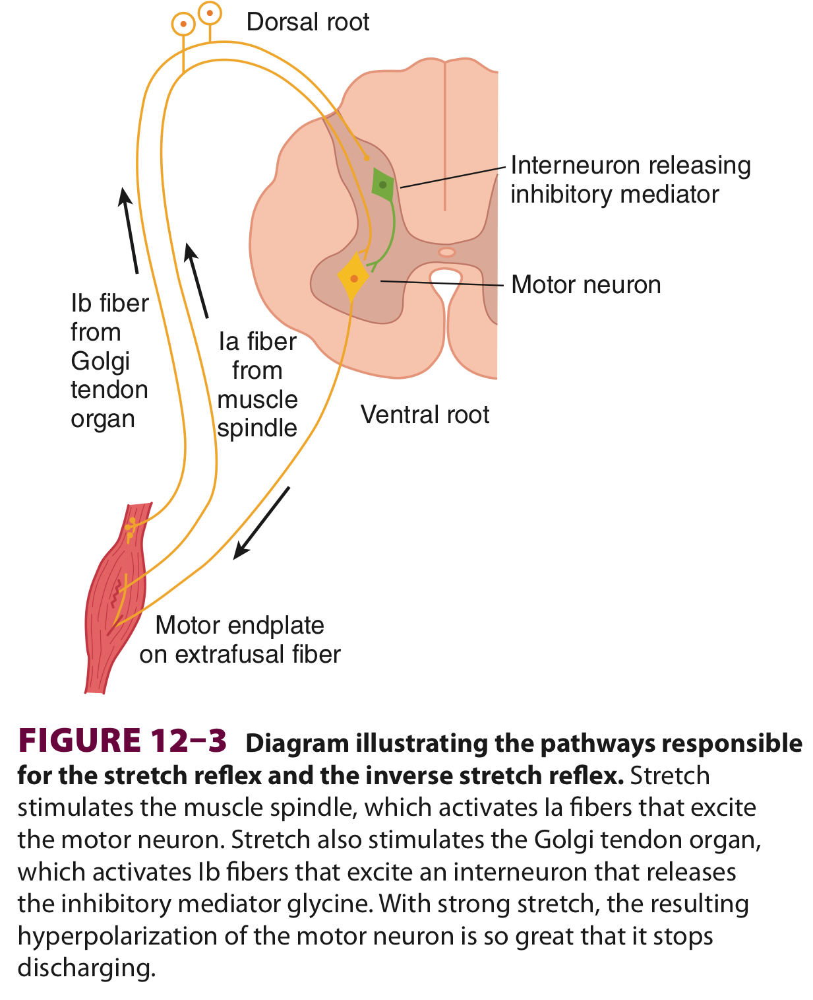 Dorsal root
Interneuron releasing
inhibitory mediator
Motor neuron
Ib fiber
from
Golgi
tendon
organ
Ia fiber
from
muscle
spindle
Ventral root
Motor endplate
on extrafusal fiber
FIGURE 12–3 Diagram illustrating the pathways responsible
for the stretch reflex and the inverse stretch reflex. Stretch
stimulates the muscle spindle, which activates Ia fibers that excite
the motor neuron. Stretch also stimulates the Golgi tendon organ,
which activates Ib fibers that excite an interneuron that releases
the inhibitory mediator glycine. With strong stretch, the resulting
hyperpolarization of the motor neuron is so great that it stops
discharging.